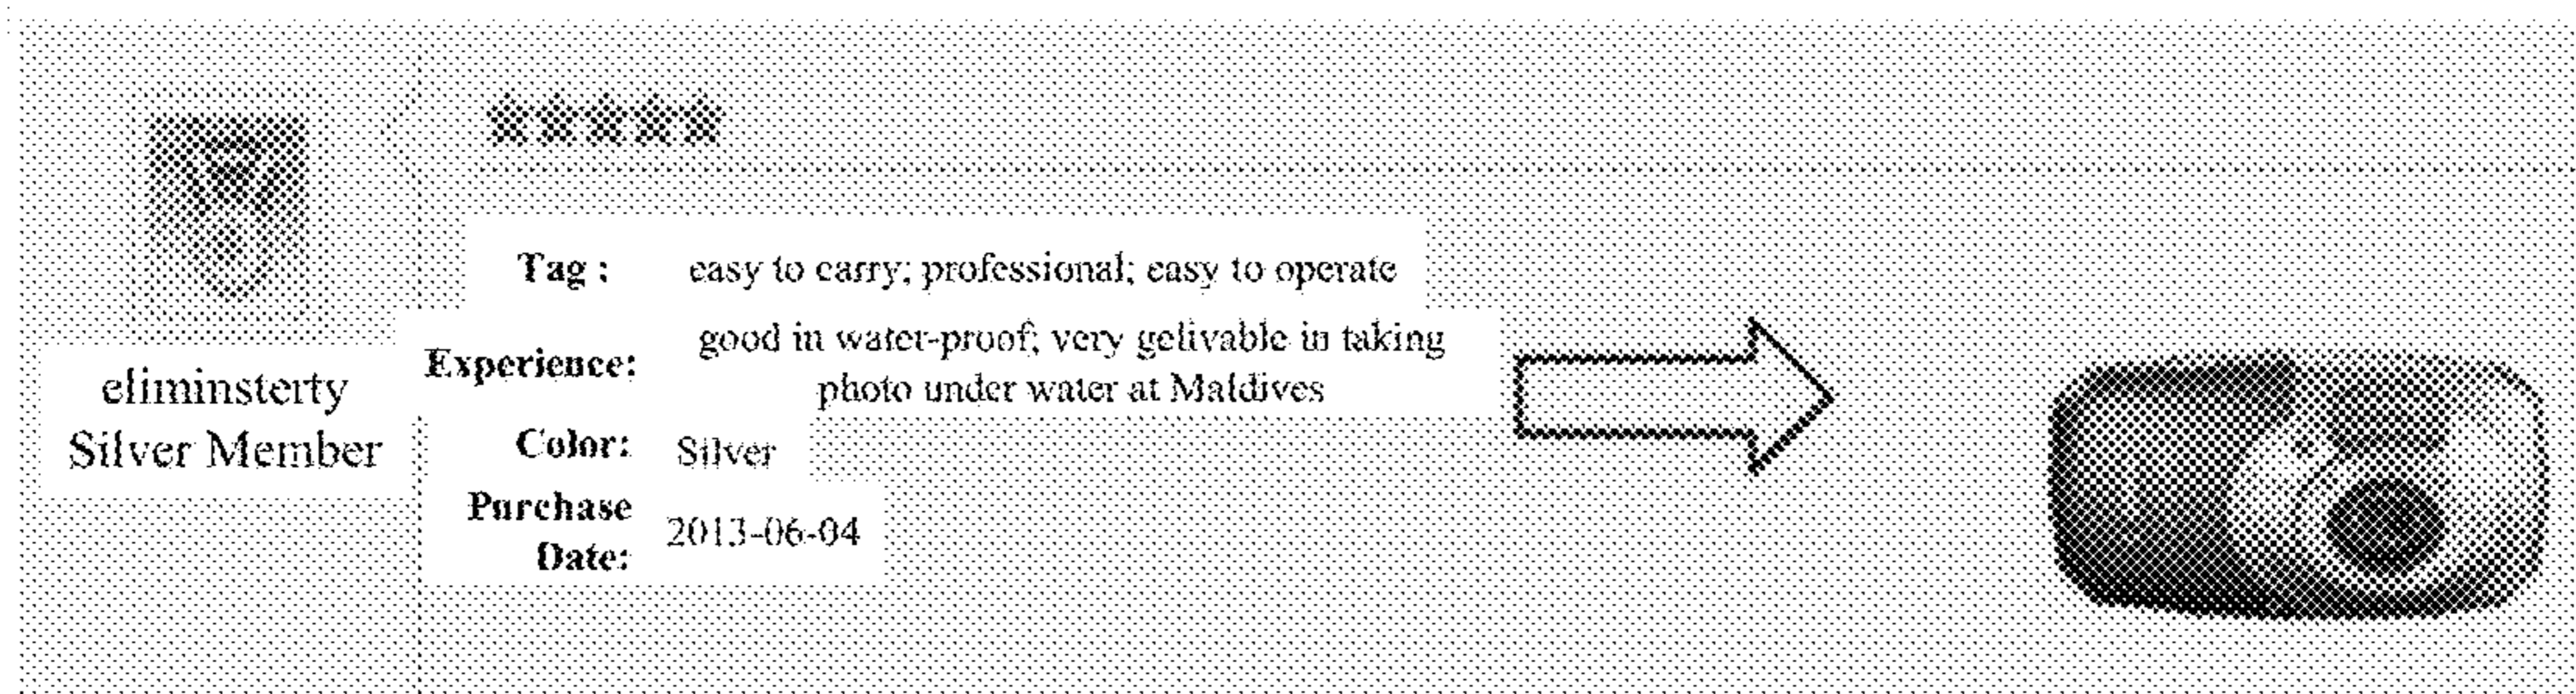 eliminsterty
Silver Member
Tag : easy to carry; professional; easy to operate
Experience: good in water-proof; very gelivable in taking
photo under water at Maldives
Color: Silver
Purchase
Date: 2013-06-04